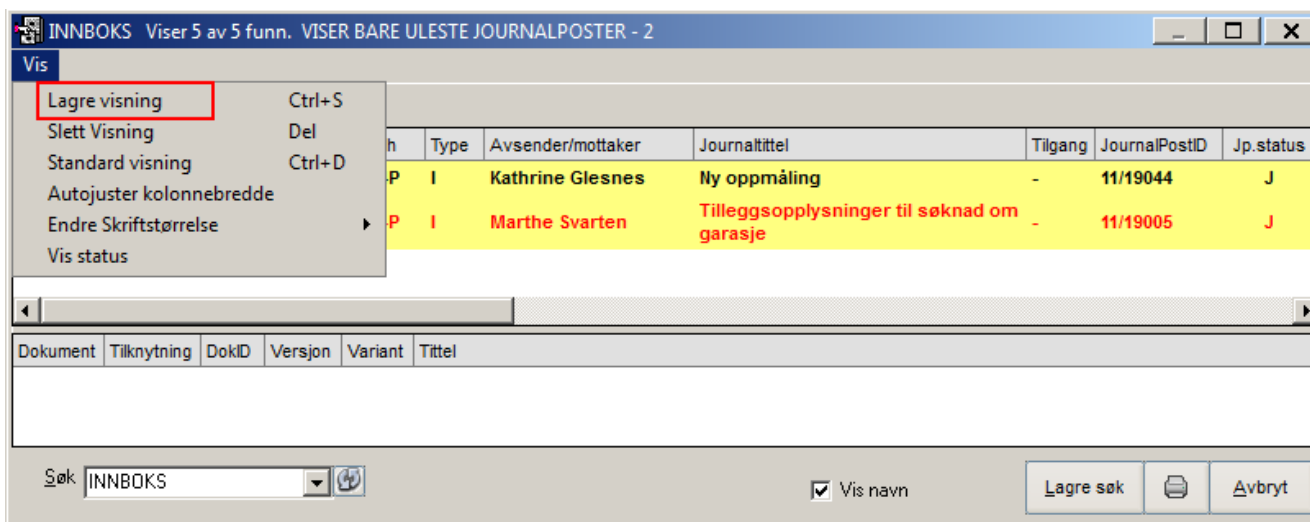 INNBOKS Viser 5 av 5 funn. VISER BARE ULESTE JOURNALPOSTER - 2
Vis
Lagre visning Ctrl+S
Slett Visning Del
Standard visning Ctrl+D
Autojuster kolonnebredde
Endre Skriftstørrelse
Vis status
h Type Avsender/mottaker Journaltittel Tilgang JournalPostID Jp.status
-P I Kathrine Glesnes Ny oppmåling - 11/19044 J
-P I Marthe Svarten Tilleggsopplysninger til søknad om - 11/19005 J
garasje
Dokument Tilknytning DokID Versjon Variant Tittel
Søk INNBOKS Vis navn Lagre søk Avbryt